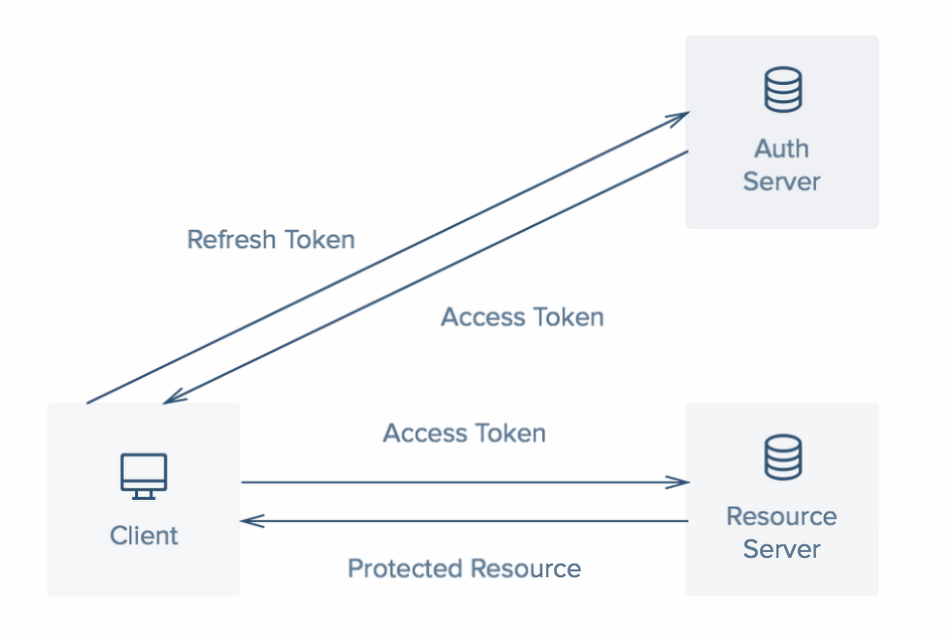 Auth
Server
Refresh Token
Access Token
Access Token
Client
Resource
Server
Protected Resource